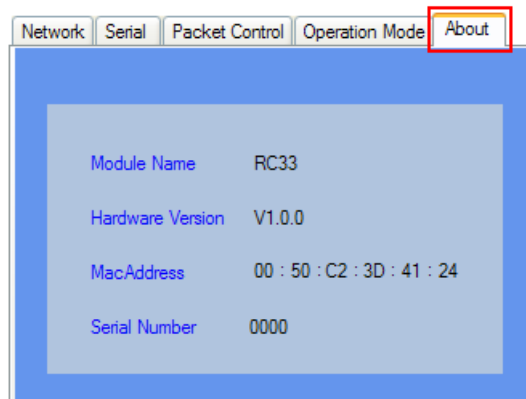 Network Serial Packet Control Operation Mode About
Module Name RC33
Hardware Version V1.0.0
MacAddress 00 : 50 : C2 : 3D : 41 : 24
Serial Number 0000